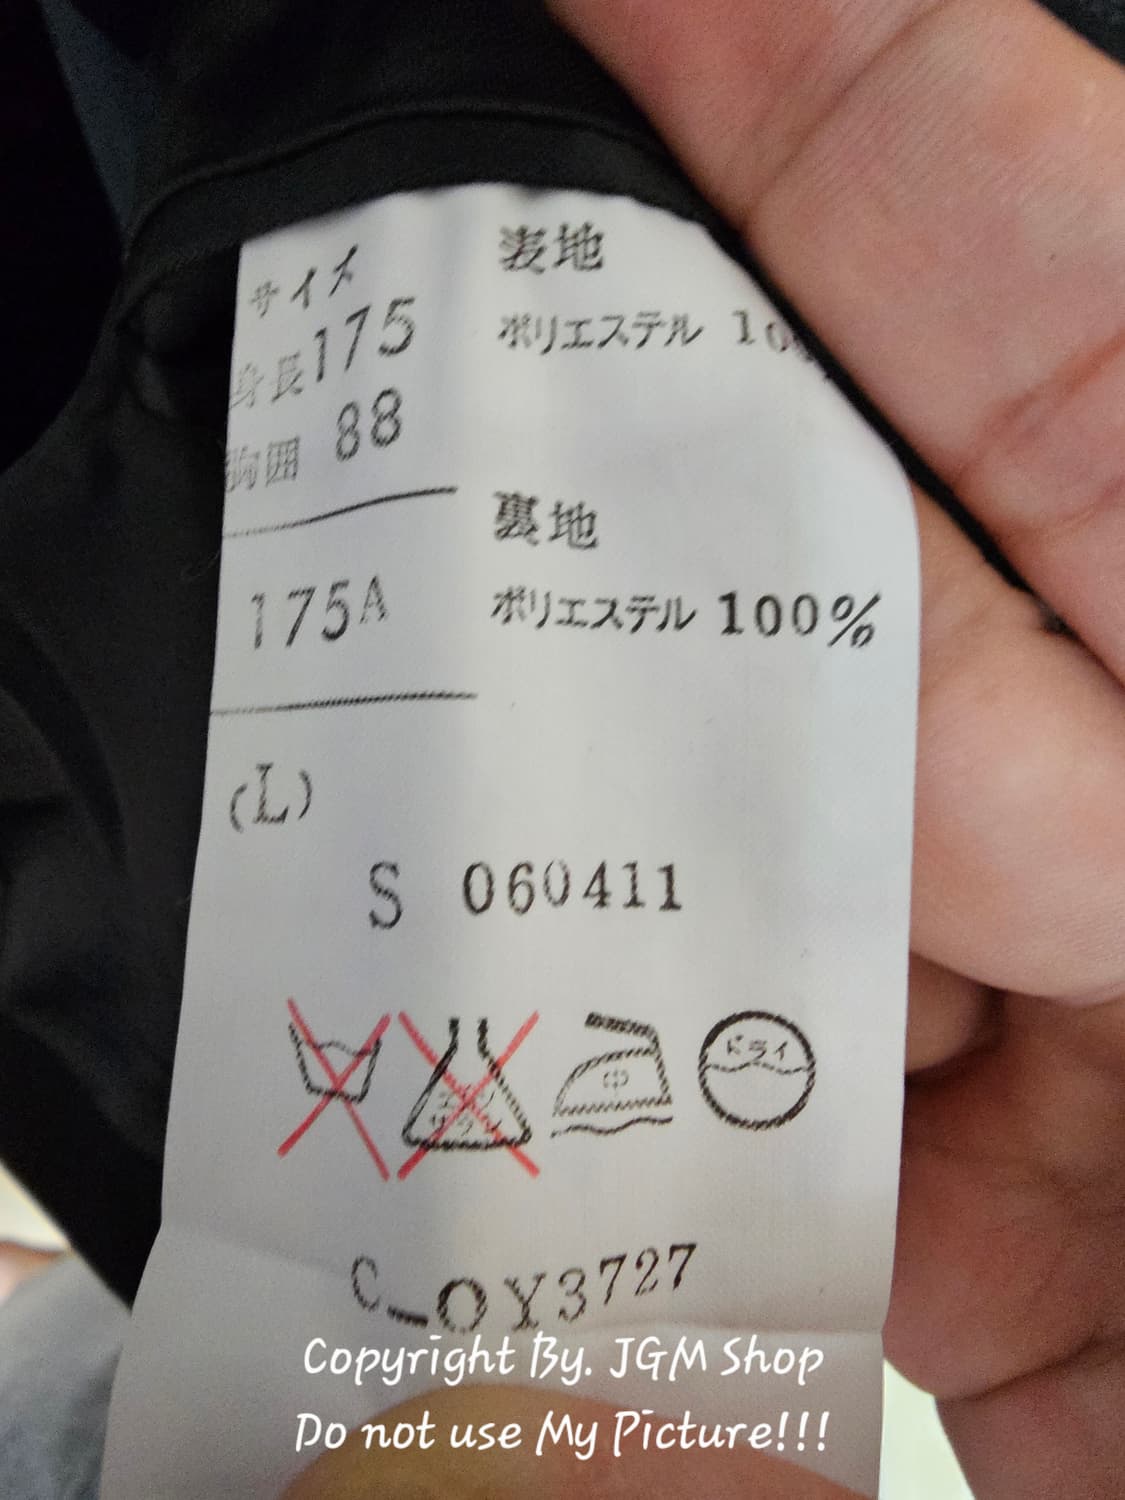 サイズ
身長175
胸囲 88
175A
(L)
表地
ポリエステル
裏地
ポリエステル 100%
S 060411
中
ドライ
C_OY3727
Copyright By. JGM Shop
Do not use My Picture!!!